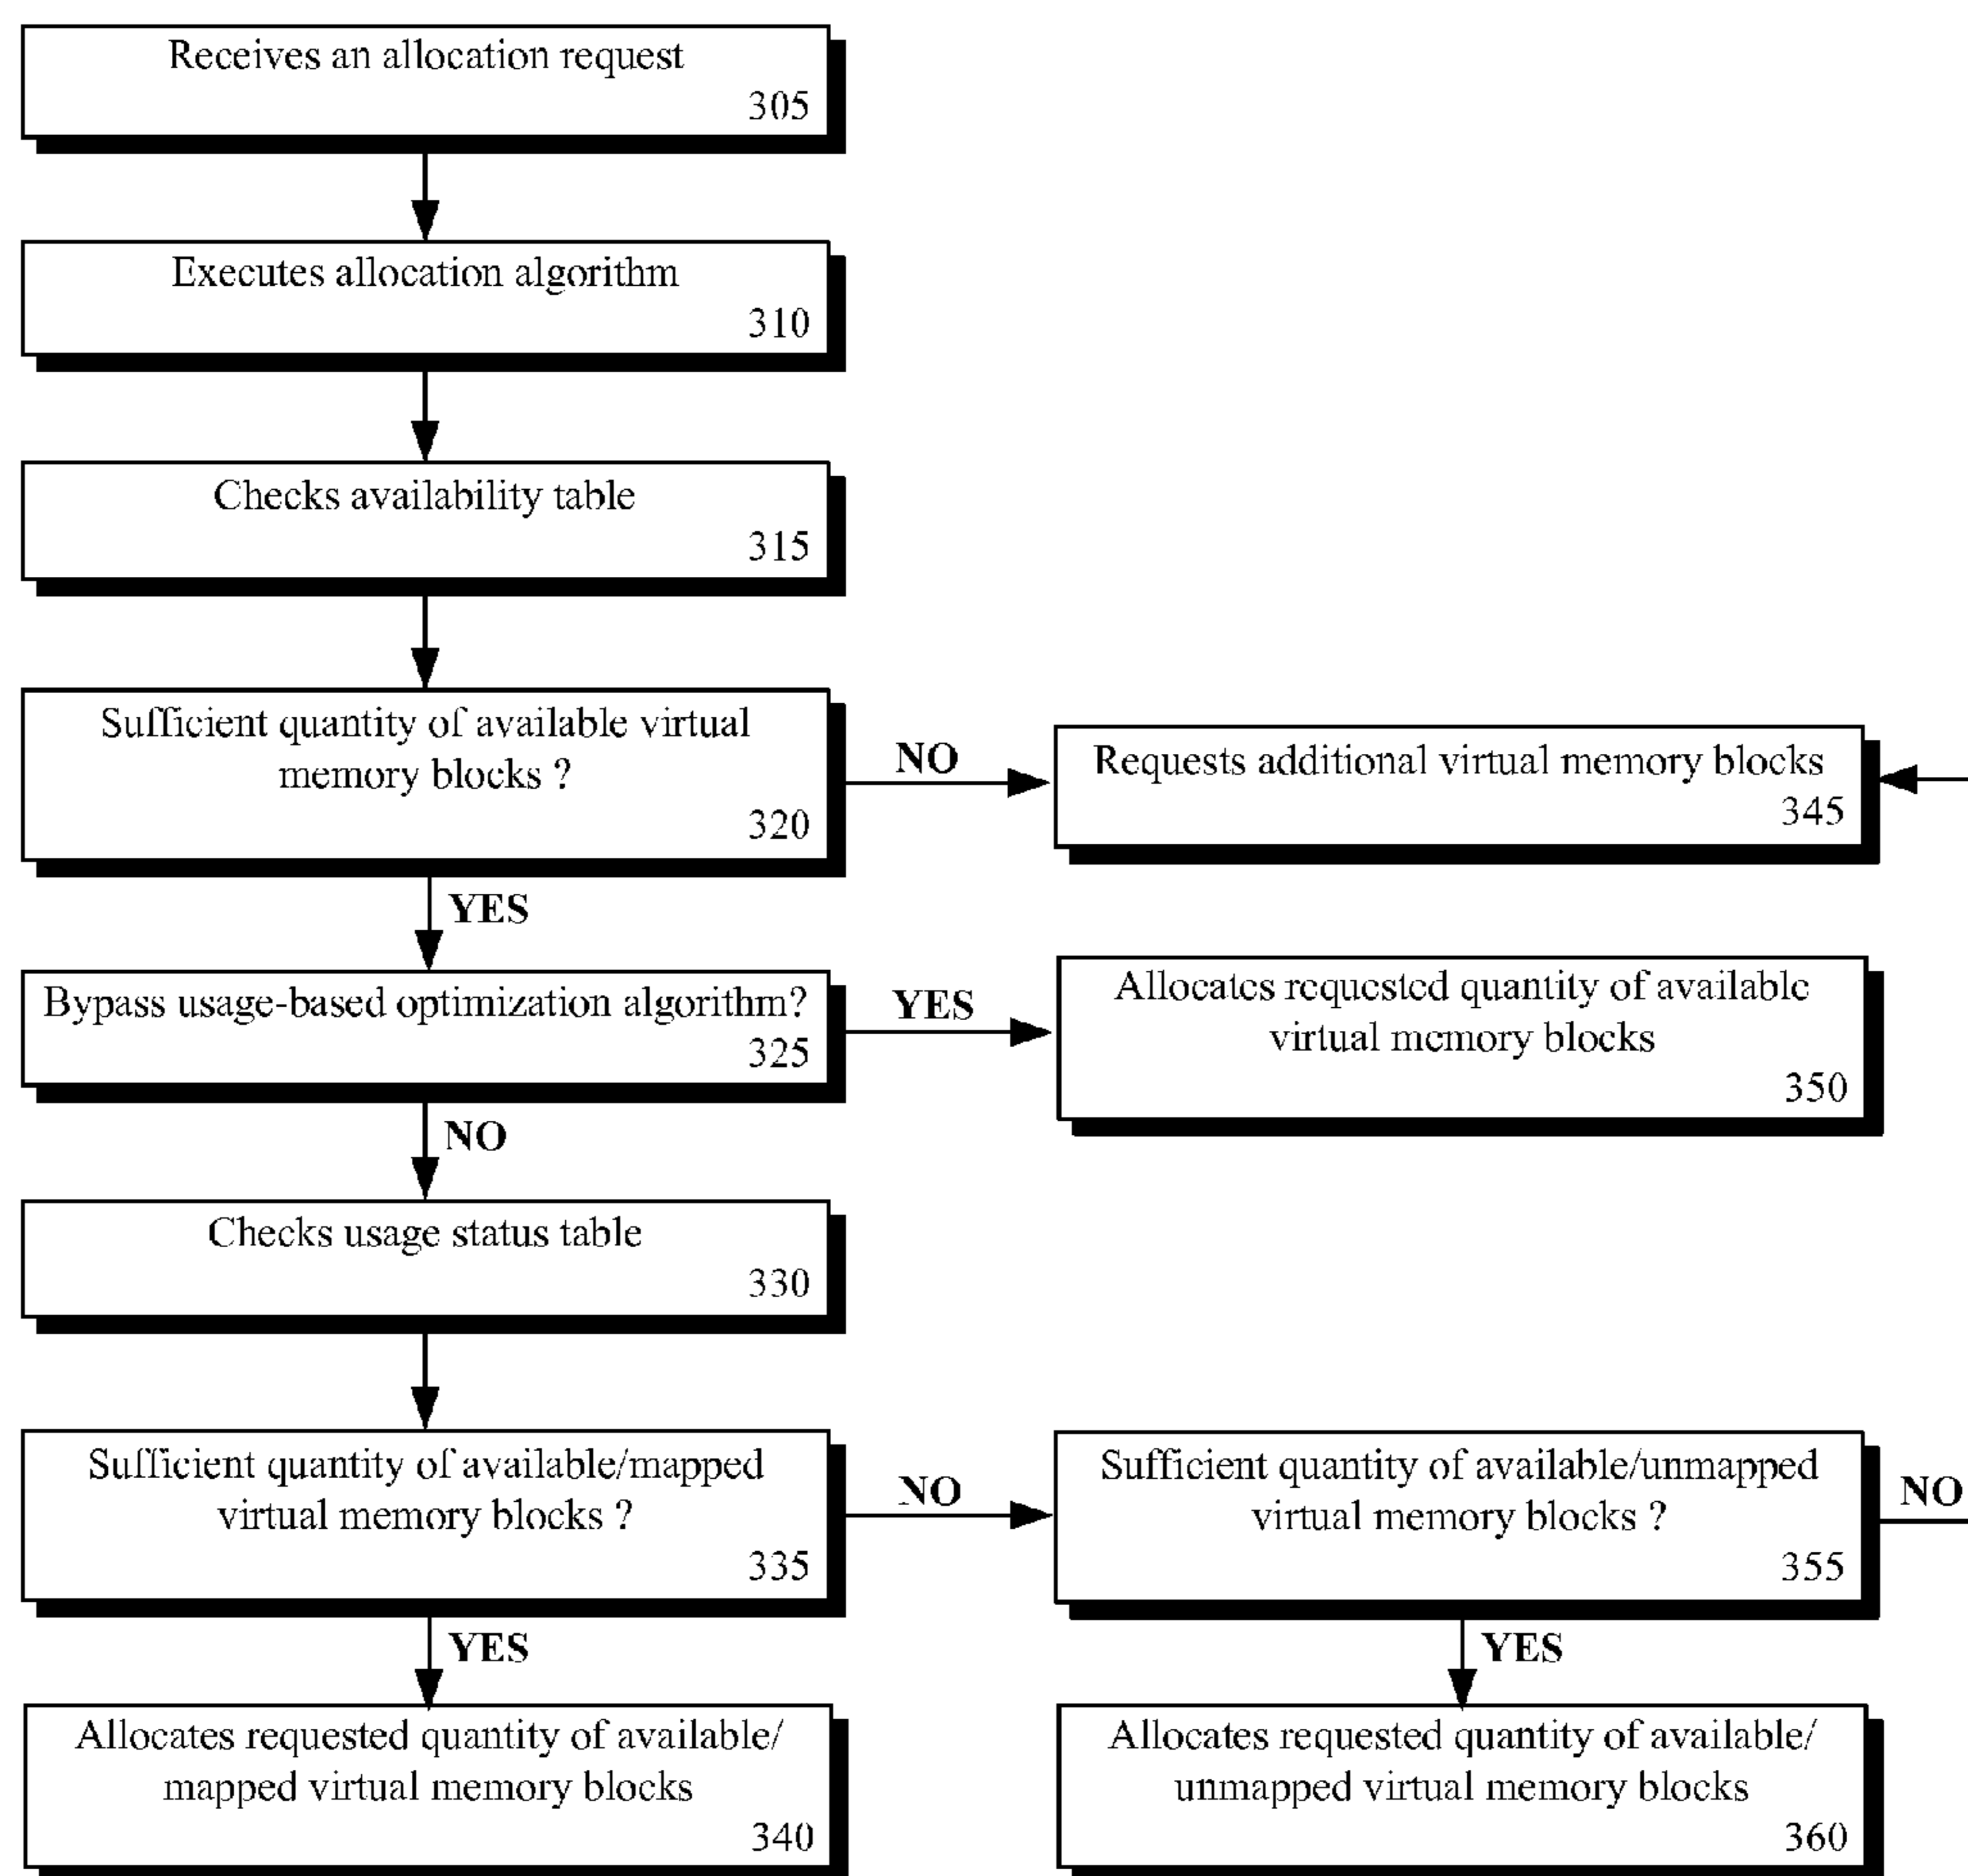 Receives an allocation request
305
Executes allocation algorithm
310
Checks availability table
315
Sufficient quantity of available virtual
memory blocks ?
320
NO
Requests additional virtual memory blocks
345
YES
Bypass usage-based optimization algorithm?
325
YES
Allocates requested quantity of available
virtual memory blocks
350
NO
Checks usage status table
330
Sufficient quantity of available/mapped
virtual memory blocks ?
335
NO
Sufficient quantity of available/unmapped
virtual memory blocks ?
355
NO
YES
Allocates requested quantity of available/
mapped virtual memory blocks
340
YES
Allocates requested quantity of available/
unmapped virtual memory blocks
360